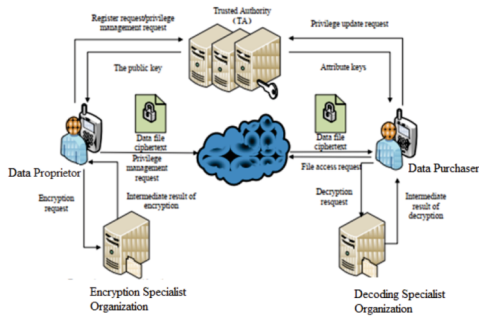 Trusted Authority
(TA)
Register request/privilege
management request
Privilege update request
The public key
Attribute keys
Data file
ciphertext
Privilege
management
request
Data file
ciphertext
File access request
Data Proprietor
Data Purchaser
Encryption
request
Intermediate result of
encryption
Decryption
resquest
Intermediate
result of
decryption
Encryption Specialist
Organization
Decoding Specialist
Organization